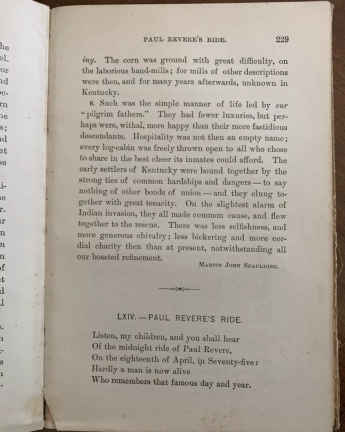 PAUL REVERE'S RIDE. 229
ing. The corn was ground with great difficulty, on
the laborious hand-mills; for mills of other descriptions
were then, and for many years afterwards, unknown in
Kentucky.
Such was the simple manner of life led by our
"pilgrim fathers." They had fewer luxuries, but per-
haps were, withal, more happy than their more fastidious
descendants. Hospitality was not then an empty name;
every log-cabin was freely thrown open to all who chose
to share in the best cheer its inmates could afford. The
early settlers of Kentucky were bound together by the
strong ties of common hardships and dangers—to say
nothing of other bonds of union—and they clung to-
gether with great tenacity. On the slightest alarm of
Indian invasion, they all made common cause, and flew
together to the rescue. There was less selfishness, and
more generous chivalry; less bickering and more cor-
dial charity then than at present, notwithstanding all
our boasted refinement.
Martin John Spaulding.
LXIV.—PAUL REVERE'S RIDE.
Listen, my children, and you shall hear
Of the midnight ride of Paul Revere,
On the eighteenth of April, in Seventy-five:
Hardly a man is now alive
Who remembers that famous day and year.